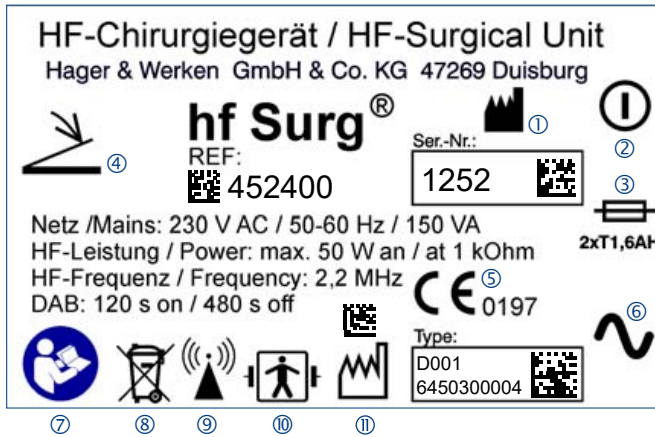 HF-Chirurgiegerät / HF-Surgical Unit
Hager & Werken GmbH & Co. KG 47269 Duisburg
hf Surg®
①
②
④
REF:
452400
Ser.-Nr.:
1252
③
2xT1,6AH
Netz /Mains: 230 V AC / 50-60 Hz / 150 VA
HF-Leistung / Power: max. 50 W an / at 1 kOhm
HF-Frequenz / Frequency: 2,2 MHz
DAB: 120 s on / 480 s off
CE 0197
⑤
⑥
Type:
D001
6450300004
⑦ ⑧ ⑨ ⑩ ⑪